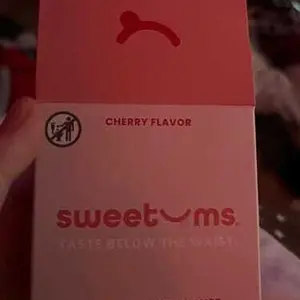 CHERRY FLAVOR
sweetums.
TASTE BELOW THE WAIST